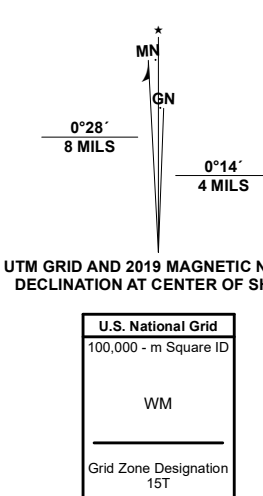 ★
MN
GN
0°28´
8 MILS
0°14´
4 MILS
UTM GRID AND 2019 MAGNETIC N
DECLINATION AT CENTER OF SH
U.S. National Grid
100,000 - m Square ID
WM
Grid Zone Designation
15T